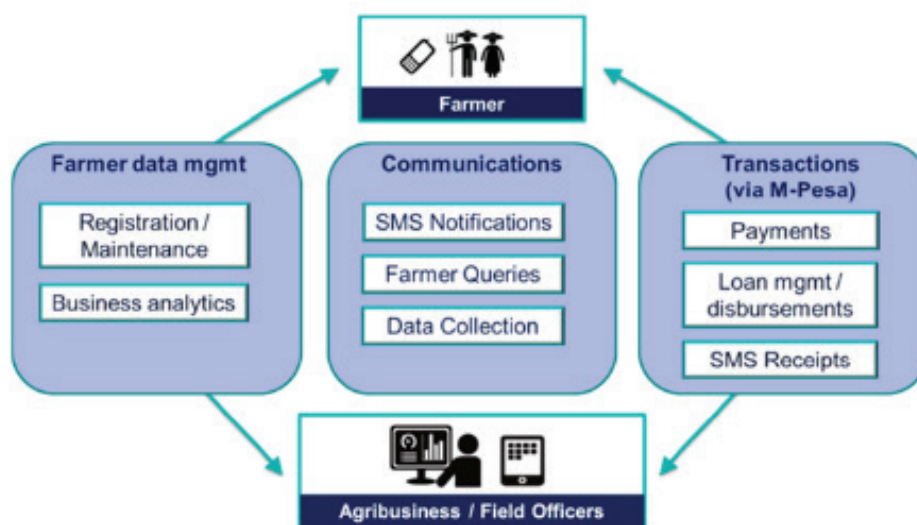 Farmer
Farmer data mgmt
Registration /
Maintenance
Business analytics
Communications
SMS Notifications
Farmer Queries
Data Collection
Transactions
(via M-Pesa)
Payments
Loan mgmt /
disbursements
SMS Receipts
Agribusiness / Field Officers